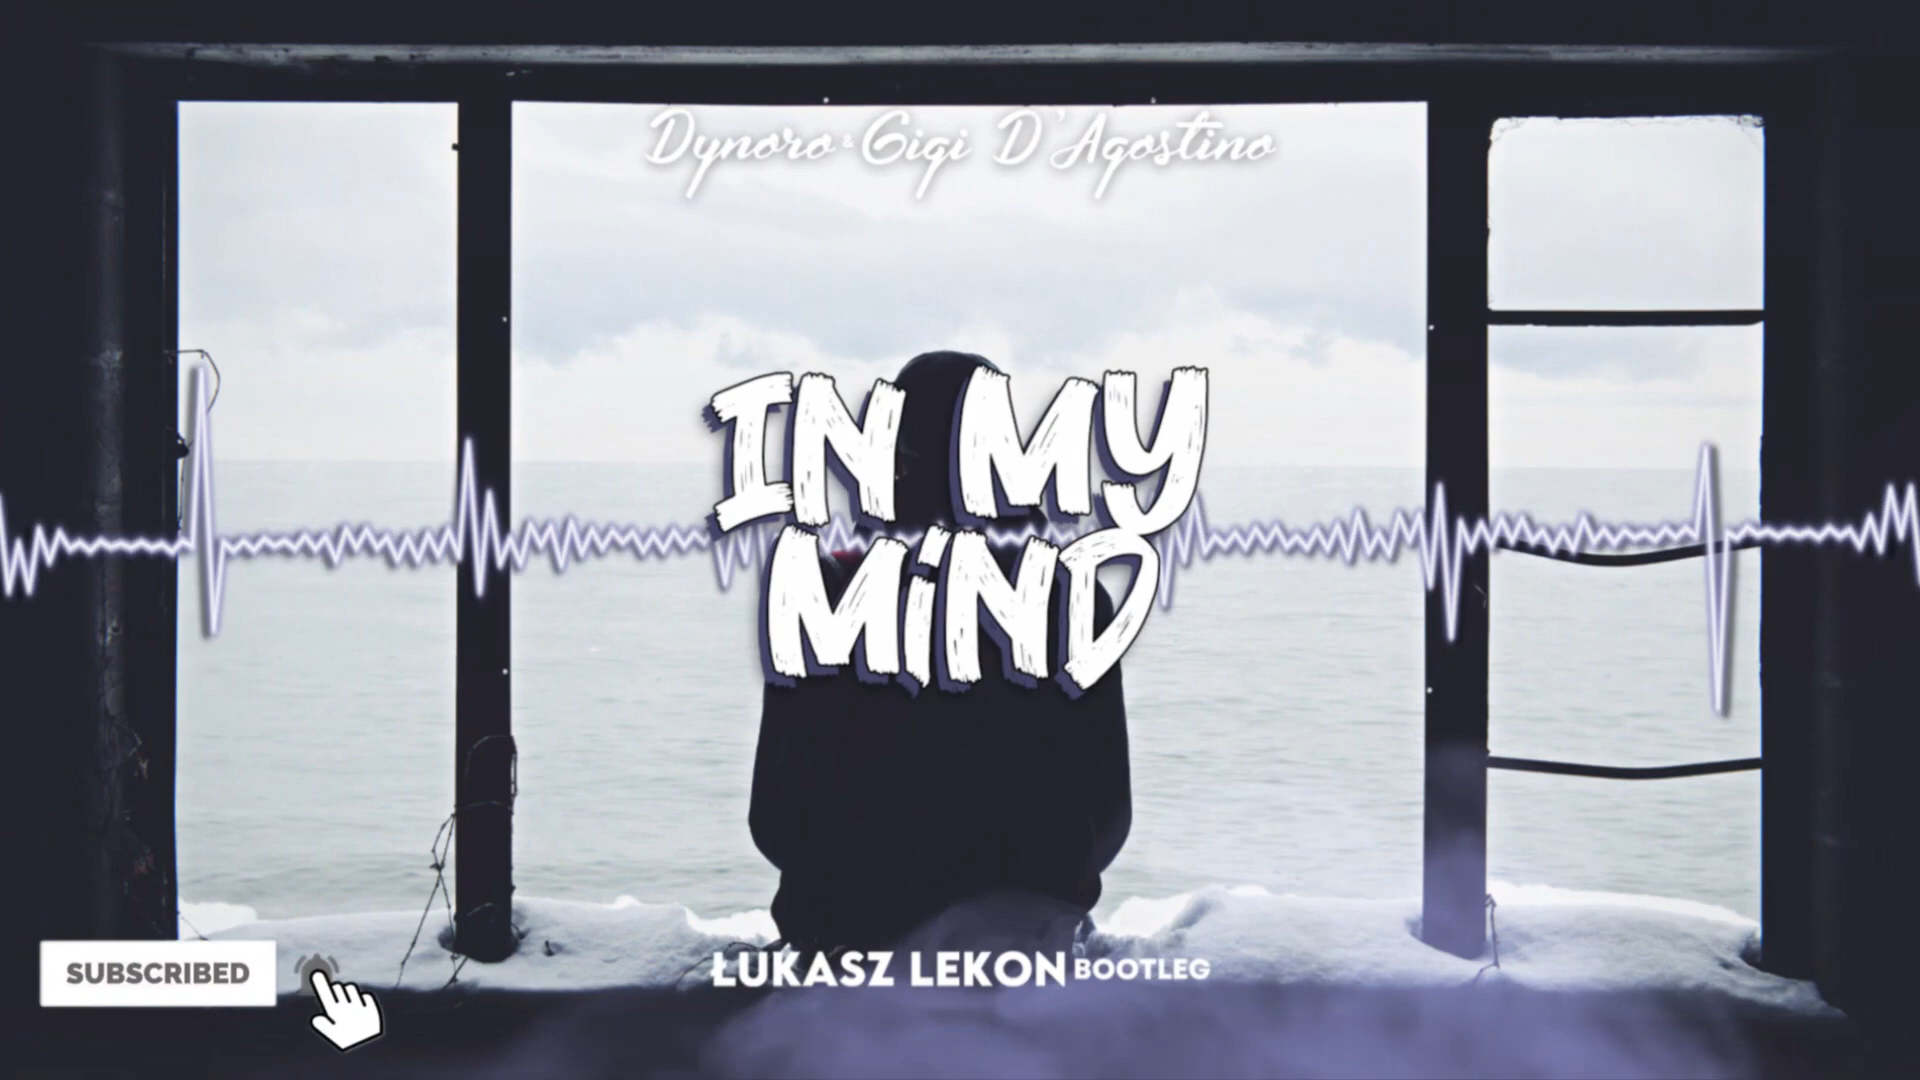 Dynoro & Gigi D'Agostino
IN MY
MiND
ŁUKASZ LEKON BOOTLEG
SUBSCRIBED